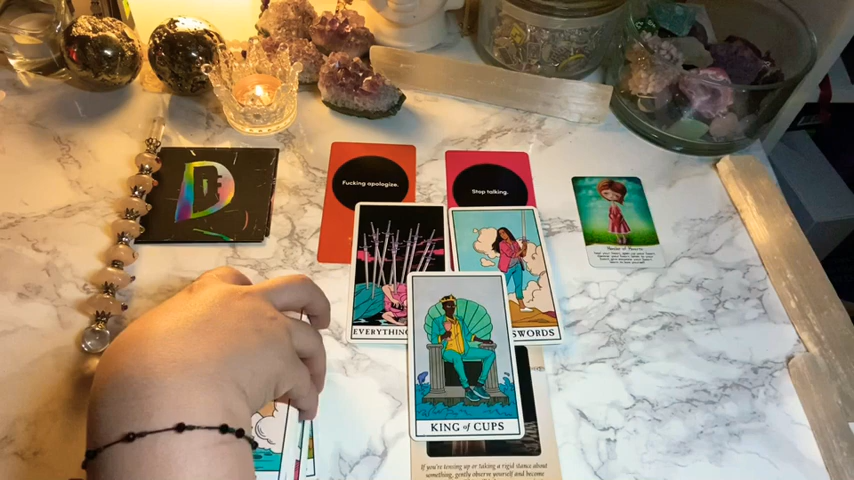 D
Fucking apologize.
Stop talking.
EVERYTHING
SWORDS
KING of CUPS
If you're tensing up or taking a rigid stance about
something, gently observe yourself and become